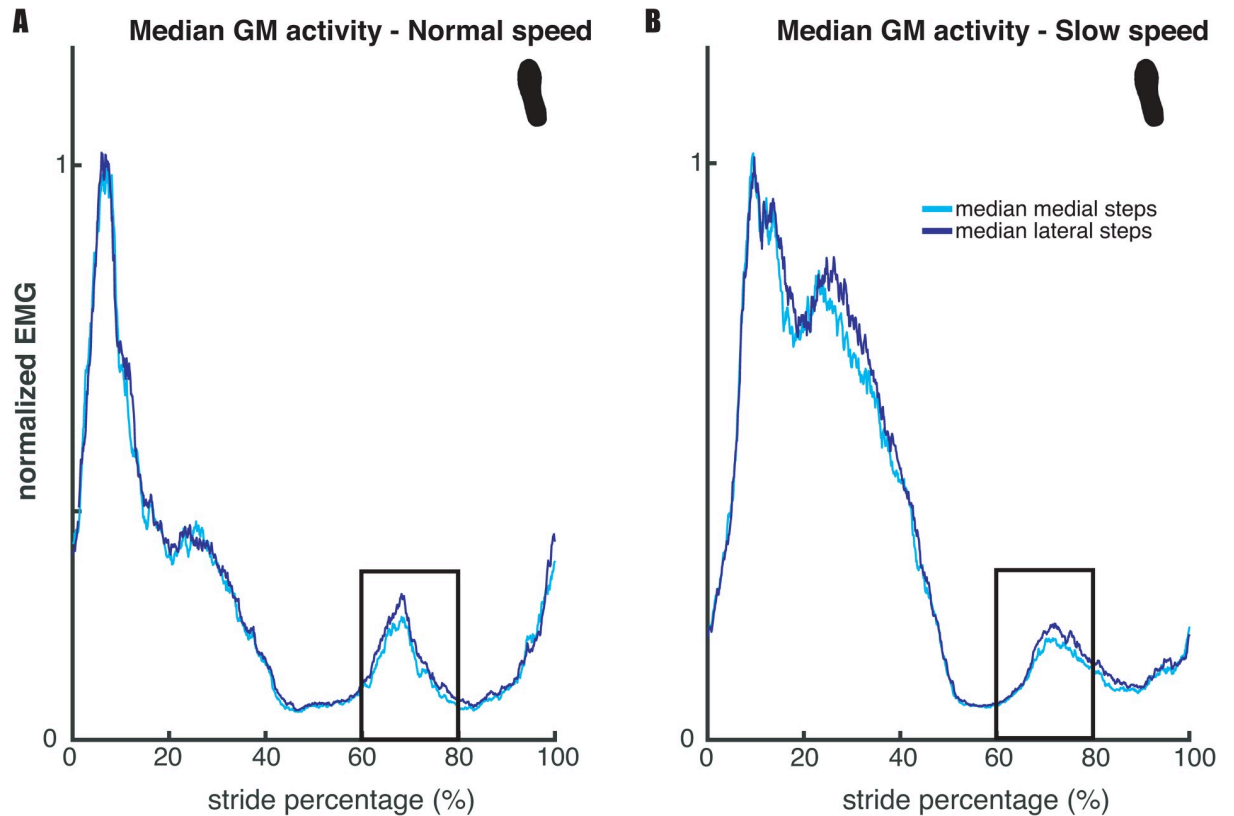 A
Median GM activity - Normal speed
1
normalized EMG
0
0 20 40 60 80 100
stride percentage (%)
B
Median GM activity - Slow speed
1
median medial steps
median lateral steps
0
0 20 40 60 80 100
stride percentage (%)